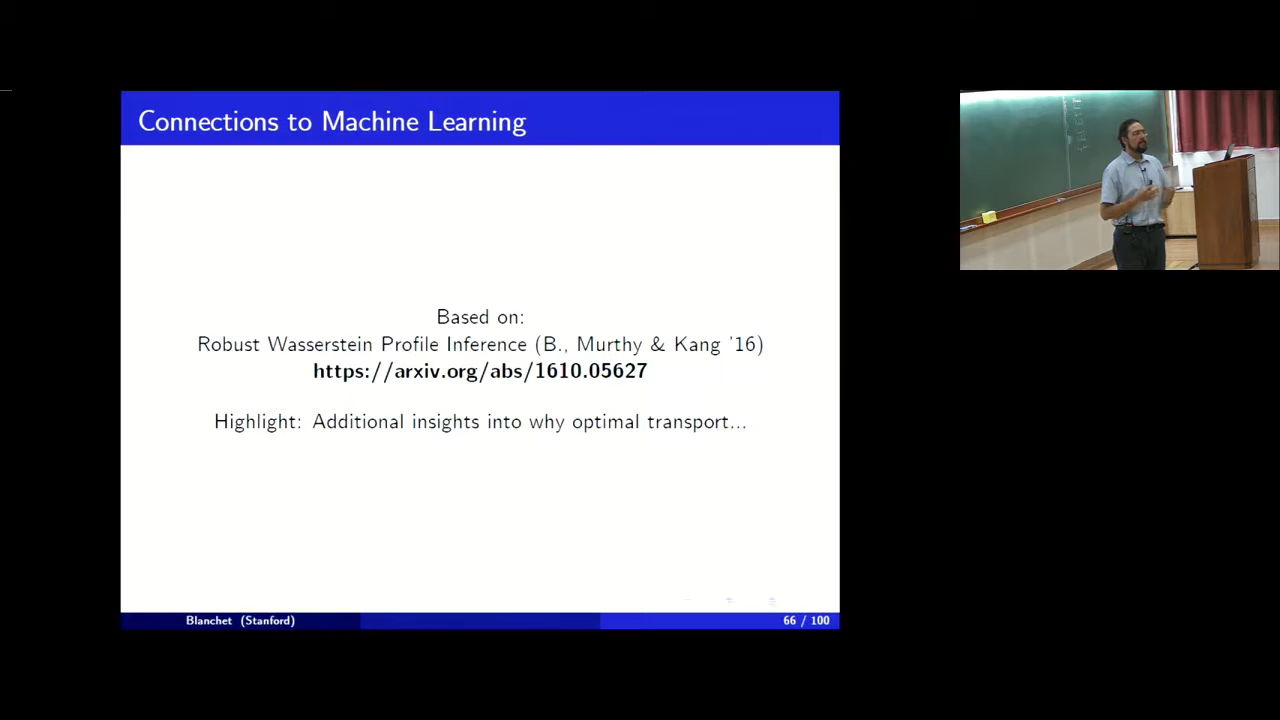 Connections to Machine Learning
Based on:
Robust Wasserstein Profile Inference (B., Murthy & Kang '16)
https://arxiv.org/abs/1610.05627
Highlight: Additional insights into why optimal transport...
Blanchet (Stanford)
66 / 100